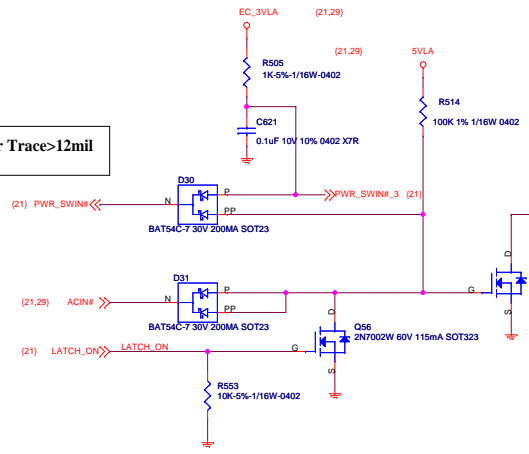 EC_3VLA {21,29}
{21,29} 5VLA
R505
1K-5%-1/16W-0402
R514
100K 1% 1/16W 0402
C621
0.1uF 10V 10% 0402 X7R
r Trace>12mil
D30
{21} PWR_SWIN# N P PWR_SWIN#_3 {21}
PP
BAT54C-7 30V 200MA SOT23
D
D31
{21,29} ACIN# N P G
PP
S
BAT54C-7 30V 200MA SOT23
D
Q56
2N7002W 60V 115mA SOT323
{21} LATCH_ON LATCH_ON G
S
R553
10K-5%-1/16W-0402